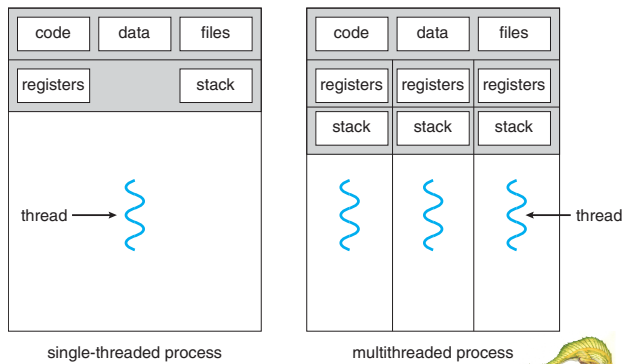 code data files
registers stack
thread
single-threaded process
code data files
registers registers registers
stack stack stack
thread
multithreaded process